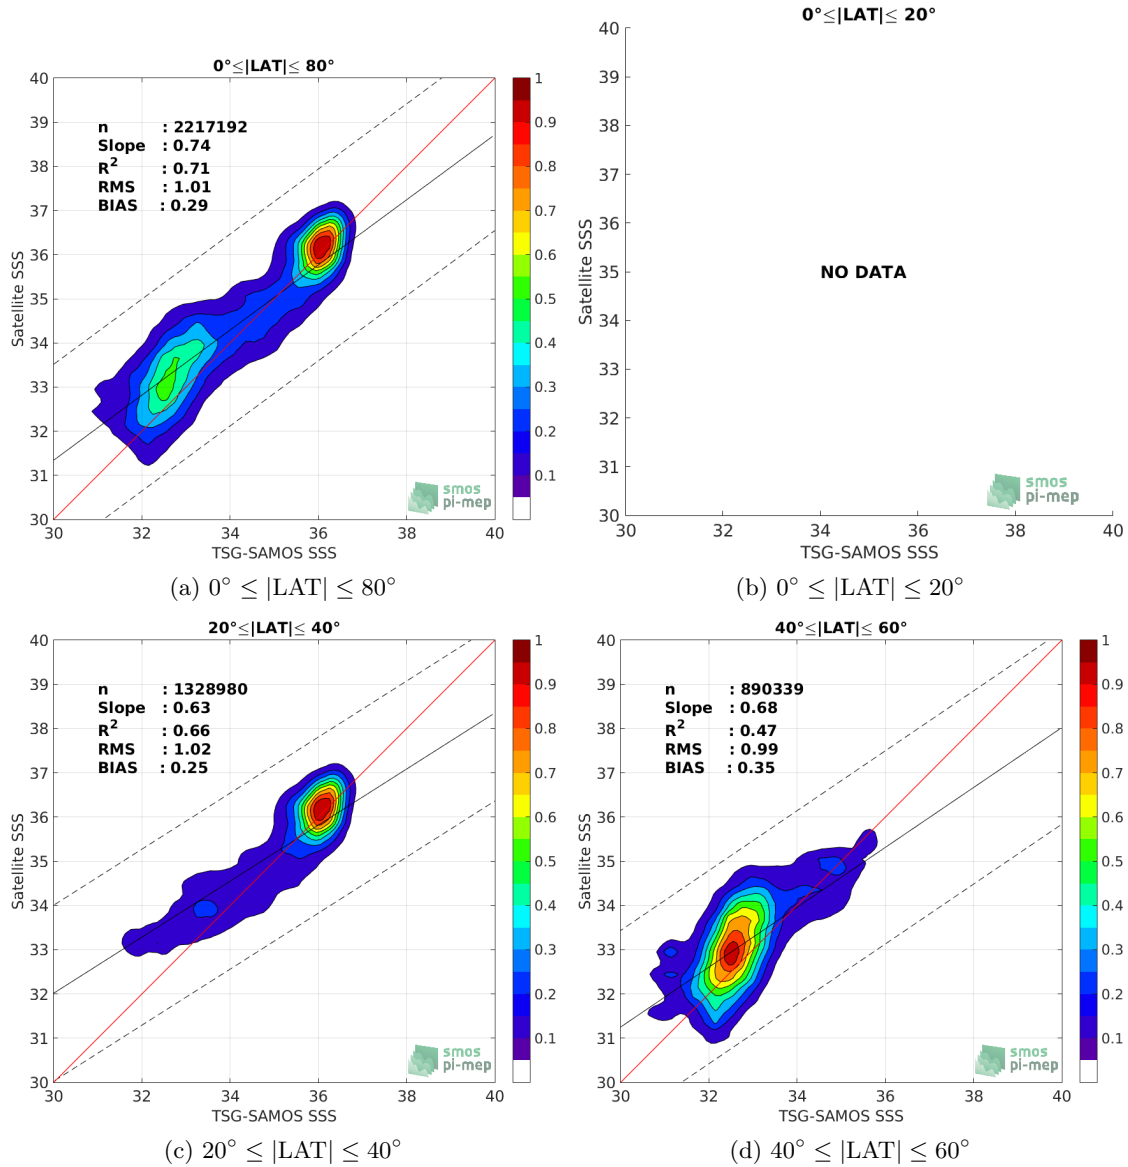 0°≤|LAT|≤ 80°
40
39
38
37
36
35
34
33
32
31
30
Satellite SSS
n : 2217192
Slope : 0.74
R² : 0.71
RMS : 1.01
BIAS : 0.29
smos
pi-mep
30 32 34 36 38 40
TSG-SAMOS SSS
1
0.9
0.8
0.7
0.6
0.5
0.4
0.3
0.2
0.1
(a) 0° ≤ |LAT| ≤ 80°
0°≤|LAT|≤ 20°
40
39
38
37
36
35
34
33
32
31
30
Satellite SSS
NO DATA
smos
pi-mep
30 32 34 36 38 40
TSG-SAMOS SSS
(b) 0° ≤ |LAT| ≤ 20°
20°≤|LAT|≤ 40°
40
39
38
37
36
35
34
33
32
31
30
Satellite SSS
n : 1328980
Slope : 0.63
R² : 0.66
RMS : 1.02
BIAS : 0.25
smos
pi-mep
30 32 34 36 38 40
TSG-SAMOS SSS
1
0.9
0.8
0.7
0.6
0.5
0.4
0.3
0.2
0.1
(c) 20° ≤ |LAT| ≤ 40°
40°≤|LAT|≤ 60°
40
39
38
37
36
35
34
33
32
31
30
Satellite SSS
n : 890339
Slope : 0.68
R² : 0.47
RMS : 0.99
BIAS : 0.35
smos
pi-mep
30 32 34 36 38 40
TSG-SAMOS SSS
1
0.9
0.8
0.7
0.6
0.5
0.4
0.3
0.2
0.1
(d) 40° ≤ |LAT| ≤ 60°